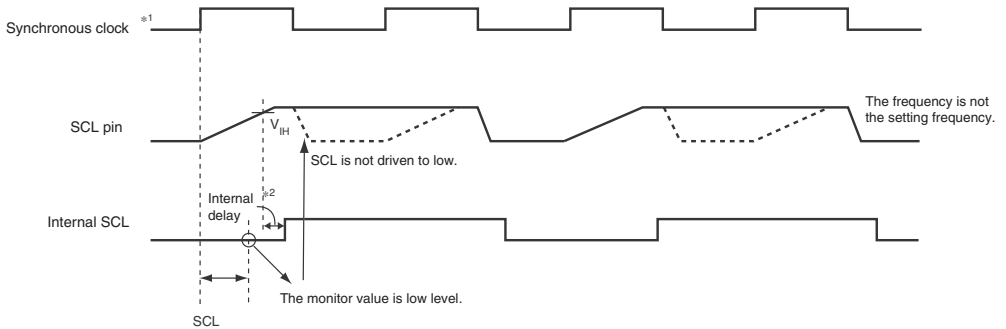 Synchronous clock *1
SCL pin
VIH
The frequency is not
the setting frequency.
SCL is not driven to low.
Internal
delay
*2
Internal SCL
The monitor value is low level.
SCL